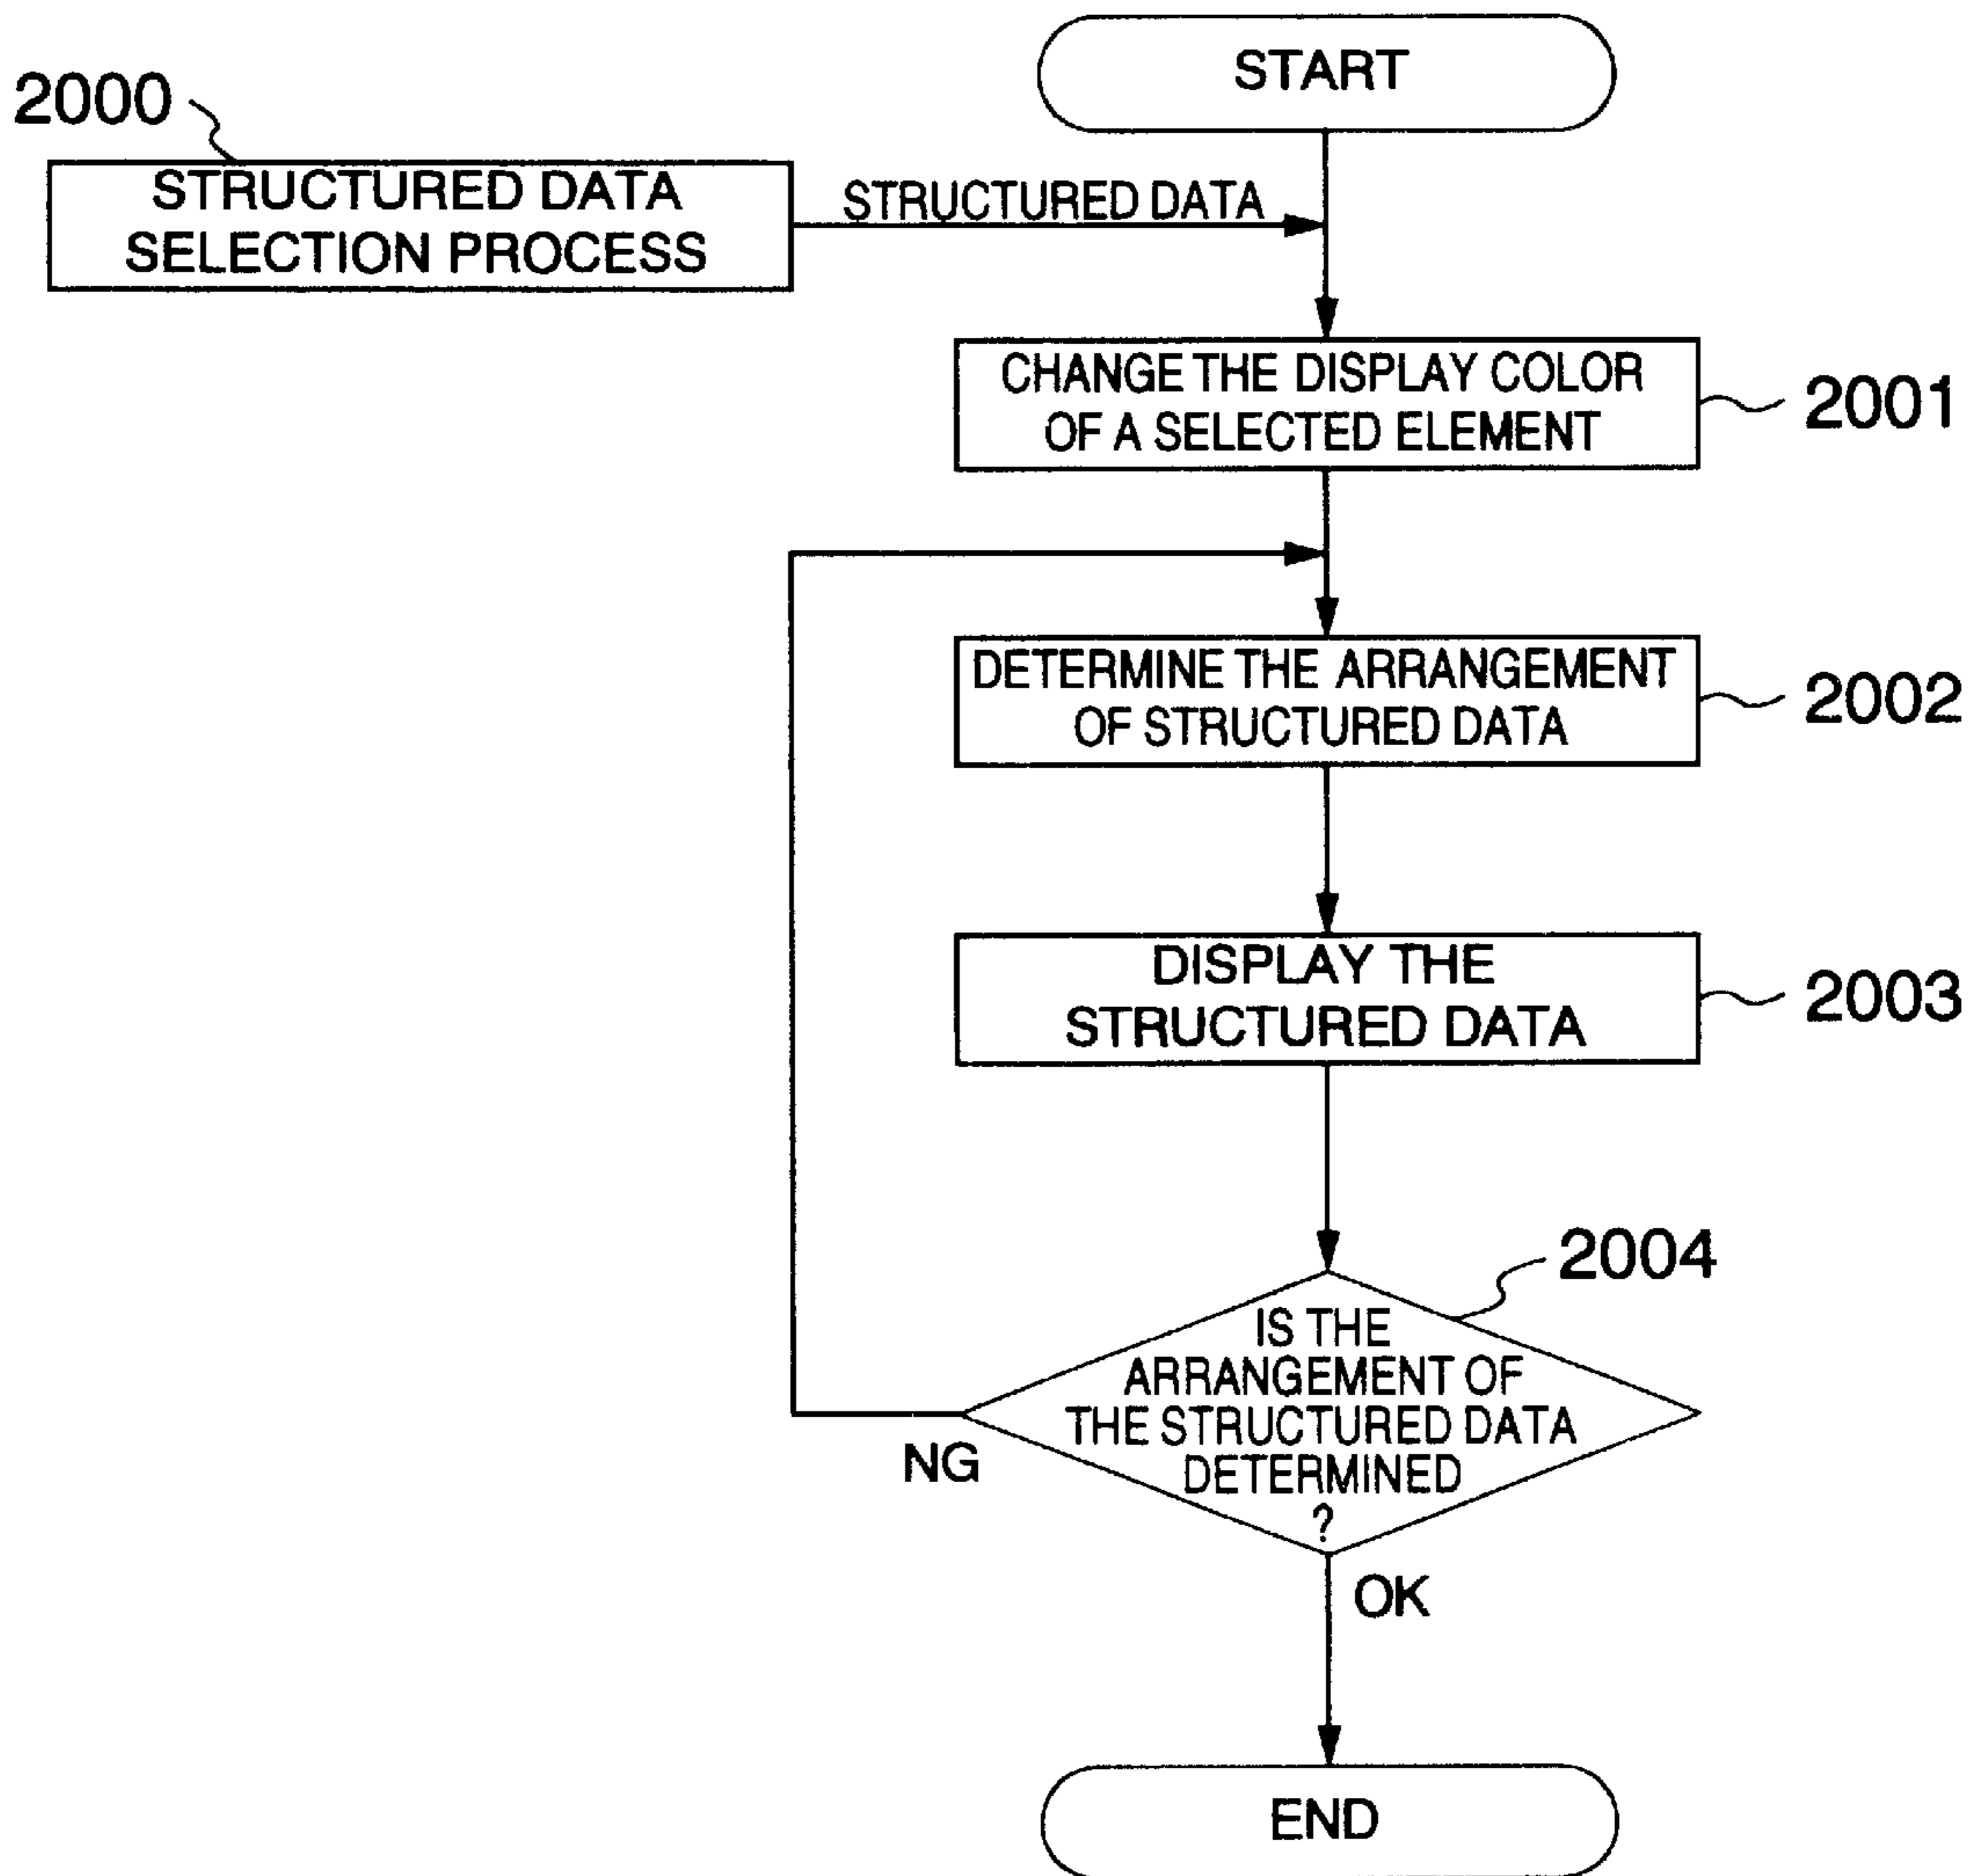 START
2000
STRUCTURED DATA
SELECTION PROCESS
STRUCTURED DATA
CHANGE THE DISPLAY COLOR
OF A SELECTED ELEMENT
2001
DETERMINE THE ARRANGEMENT
OF STRUCTURED DATA
2002
DISPLAY THE
STRUCTURED DATA
2003
2004
IS THE
ARRANGEMENT OF
THE STRUCTURED DATA
DETERMINED
?
NG
OK
END